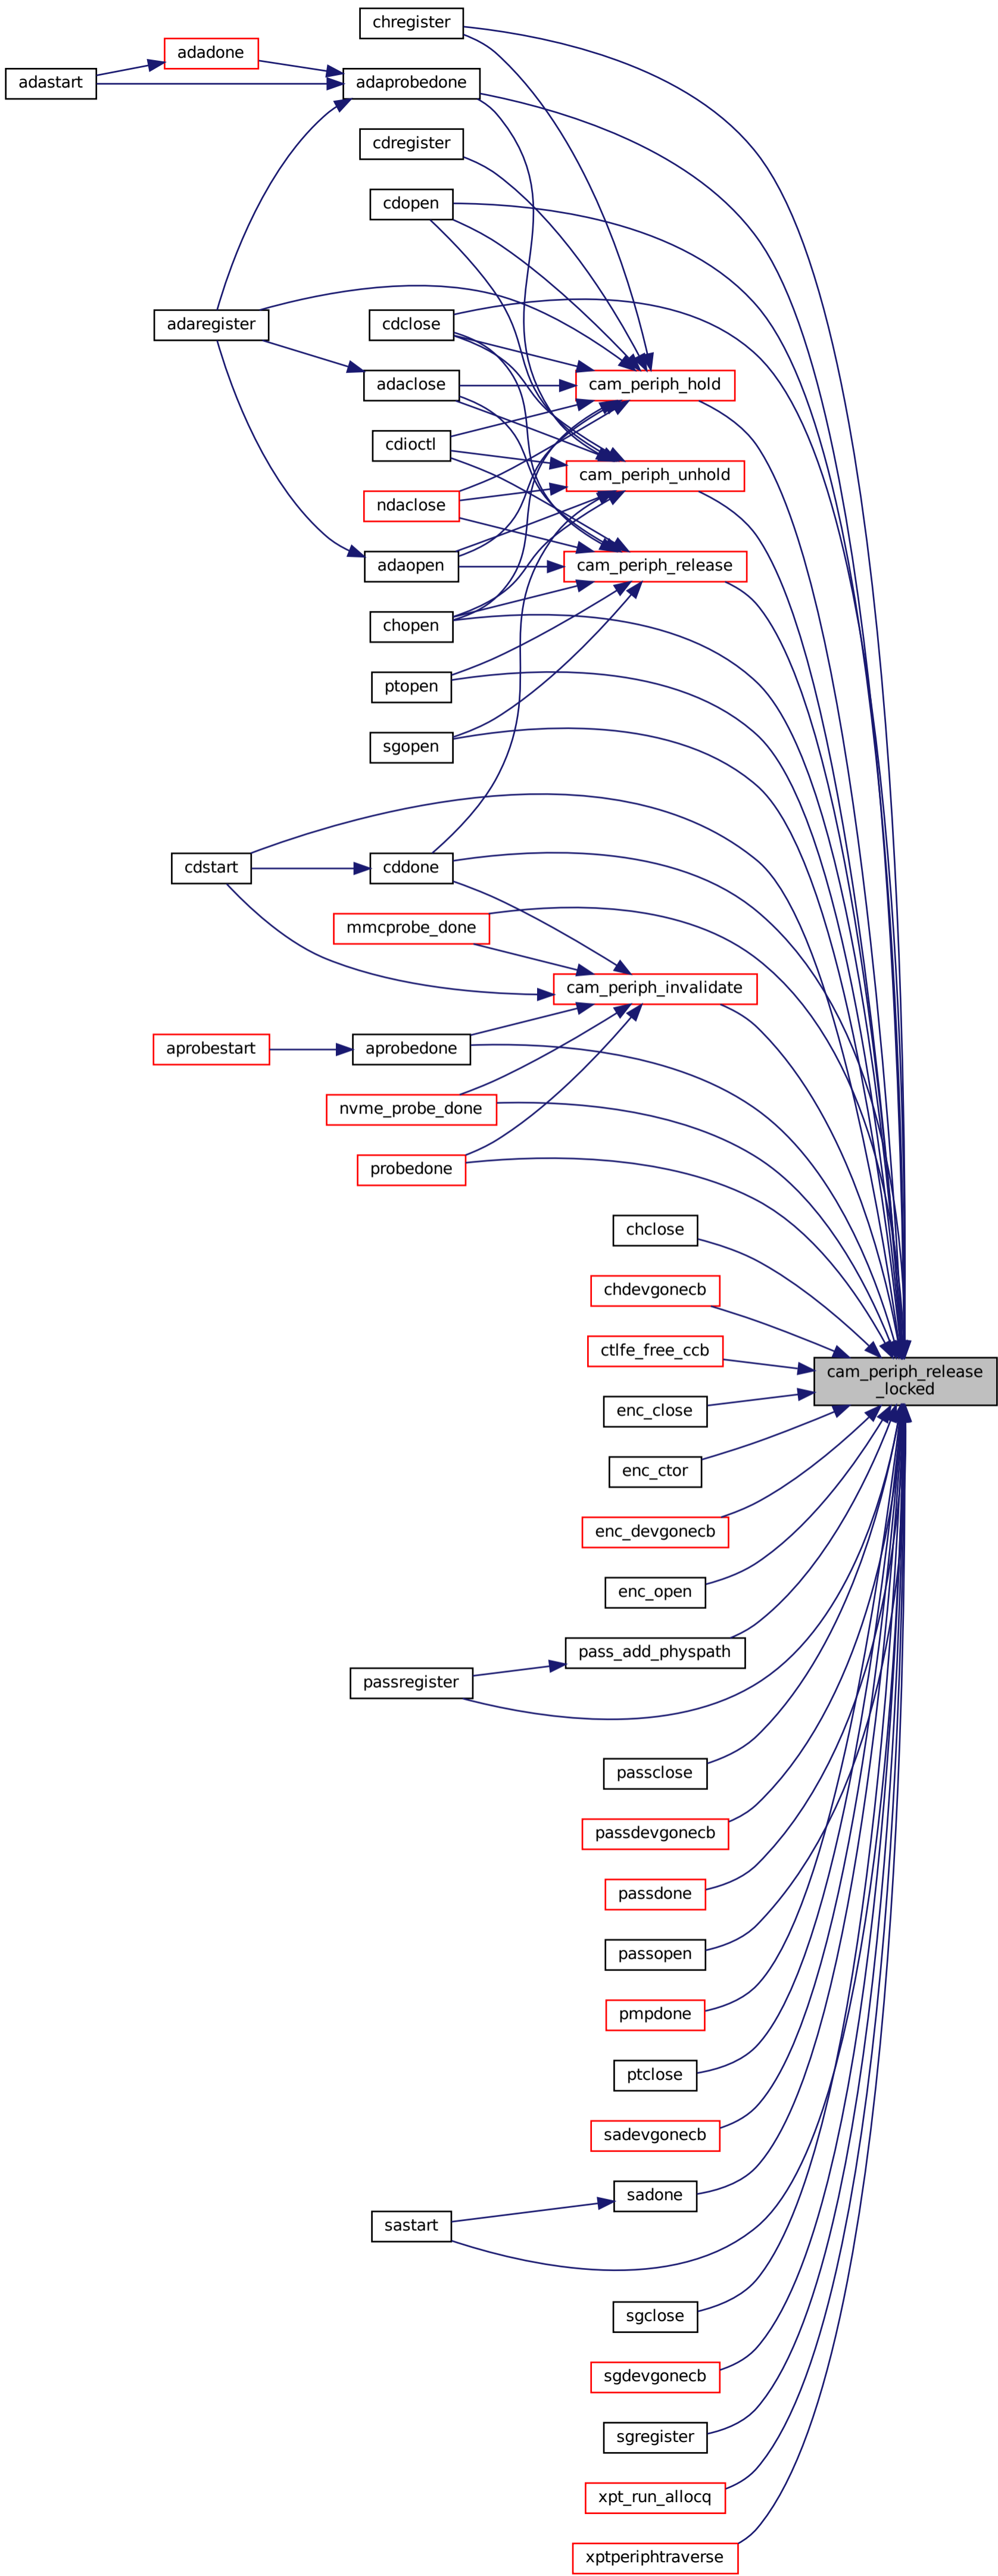 chregister
adadone
adastart
adaprobedone
cdregister
cdopen
adaregister
cdclose
adaclose
cam_periph_hold
cdioctl
cam_periph_unhold
ndaclose
adaopen
cam_periph_release
chopen
ptopen
sgopen
cdstart
cddone
mmcprobe_done
cam_periph_invalidate
aprobestart
aprobedone
nvme_probe_done
probedone
chclose
chdevgonecb
ctlfe_free_ccb
cam_periph_release
_locked
enc_close
enc_ctor
enc_devgonecb
enc_open
pass_add_physpath
passregister
passclose
passdevgonecb
passdone
passopen
pmpdone
ptclose
sadevgonecb
sadone
sastart
sgclose
sgdevgonecb
sgregister
xpt_run_allocq
xptperiphtraverse